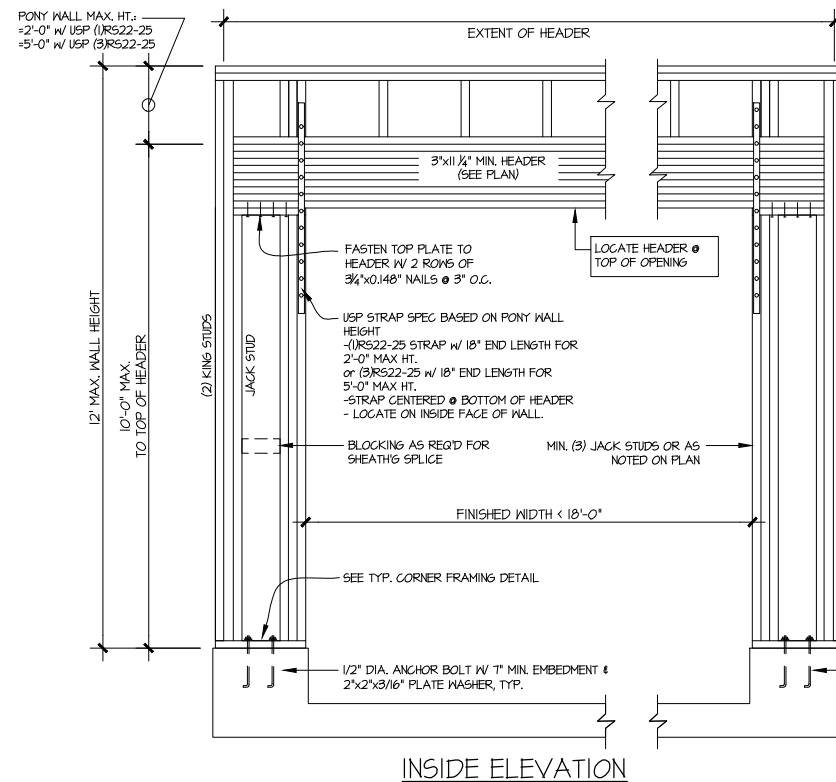 PONY WALL MAX. HT.:
=2'-0" w/ USP (1)RS22-25
=5'-0" w/ USP (3)RS22-25
EXTENT OF HEADER
3"x11 1/4" MIN. HEADER
(SEE PLAN)
FASTEN TOP PLATE TO
HEADER W/ 2 ROWS OF
3 1/4"x0.148" NAILS @ 3" O.C.
LOCATE HEADER @
TOP OF OPENING
12' MAX. WALL HEIGHT
10'-0" MAX.
TO TOP OF HEADER
(2) KING STUDS
JACK STUD
USP STRAP SPEC BASED ON PONY WALL
HEIGHT
-(1)RS22-25 STRAP w/ 18" END LENGTH FOR
2'-0" MAX HT.
or (3)RS22-25 w/ 18" END LENGTH FOR
5'-0" MAX HT.
-STRAP CENTERED @ BOTTOM OF HEADER
- LOCATE ON INSIDE FACE OF WALL.
BLOCKING AS REQ'D FOR
SHEATH'G SPLICE
MIN. (3) JACK STUDS OR AS
NOTED ON PLAN
FINISHED WIDTH < 18'-0"
SEE TYP. CORNER FRAMING DETAIL
1/2" DIA. ANCHOR BOLT W/ 7" MIN. EMBEDMENT &
2"x2"x3/16" PLATE WASHER, TYP.
INSIDE ELEVATION